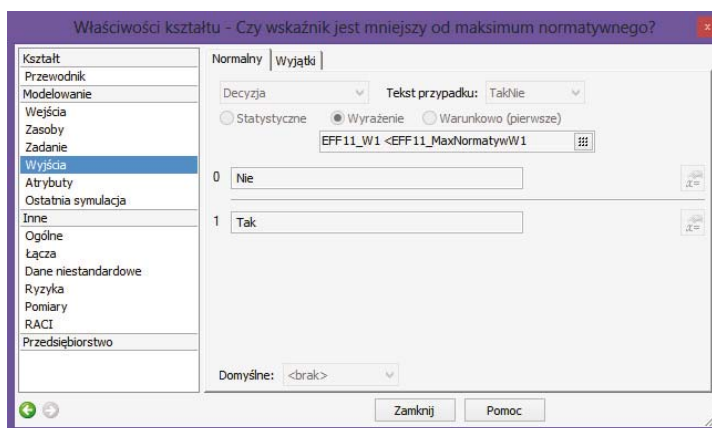 Właściwości kształtu - Czy wskaźnik jest mniejszy od maksimum normatywnego?
x
Kształt
Przewodnik
Modelowanie
Wejścia
Zasoby
Zadanie
Wyjścia
Atrybuty
Ostatnia symulacja
Inne
Ogólne
Łącza
Dane niestandardowe
Ryzyka
Pomiary
RACI
Przedsiębiorstwo
Normalny Wyjątki
Decyzja Tekst przypadku: TakNie
Statystyczne Wyrażenie Warunkowo (pierwsze)
EFF11_W1 <EFF11_MaxNormatywW1
0 Nie
x=
1 Tak
x=
Domyślne: <brak>
Zamknij Pomoc